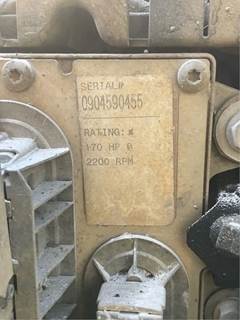 SERIAL#
0904590455
RATING: *
170 HP @
2200 RPM